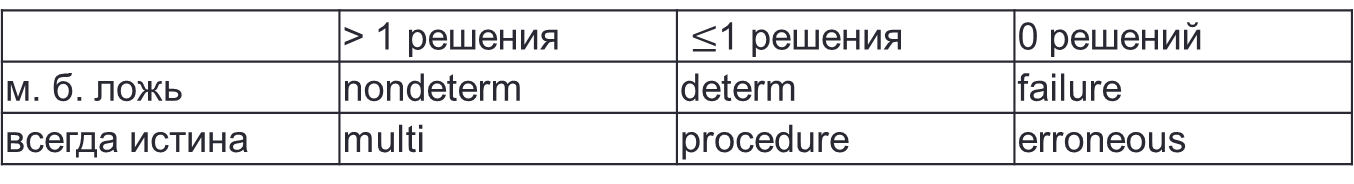 > 1 решения ≤1 решения 0 решений
м. б. ложь nondeterm determ failure
всегда истина multi procedure erroneous